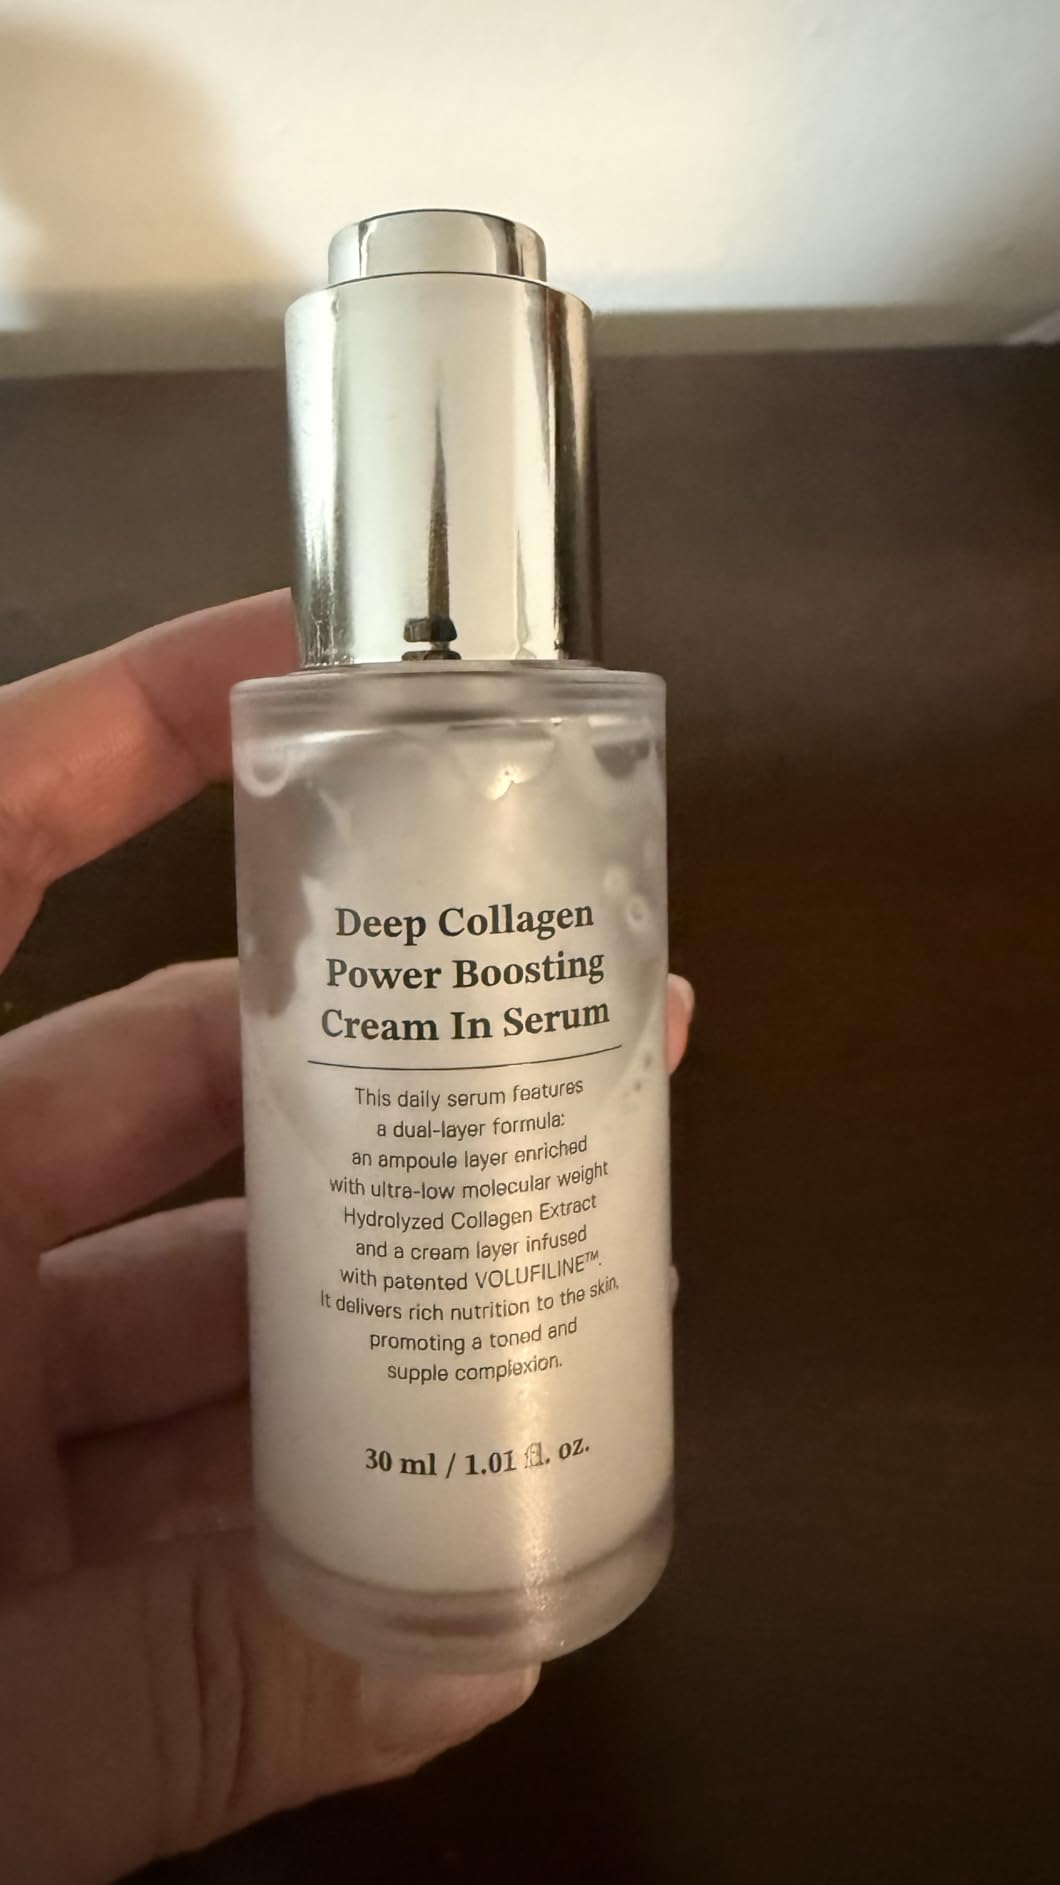 Deep Collagen
Power Boosting
Cream In Serum
This daily serum features
a dual-layer formula:
an ampoule layer enriched
with ultra-low molecular weight
Hydrolyzed Collagen Extract
and a cream layer infused
with patented VOLUFILINE™.
It delivers rich nutrition to the skin,
promoting a toned and
supple complexion.
30 ml / 1.01 fl. oz.